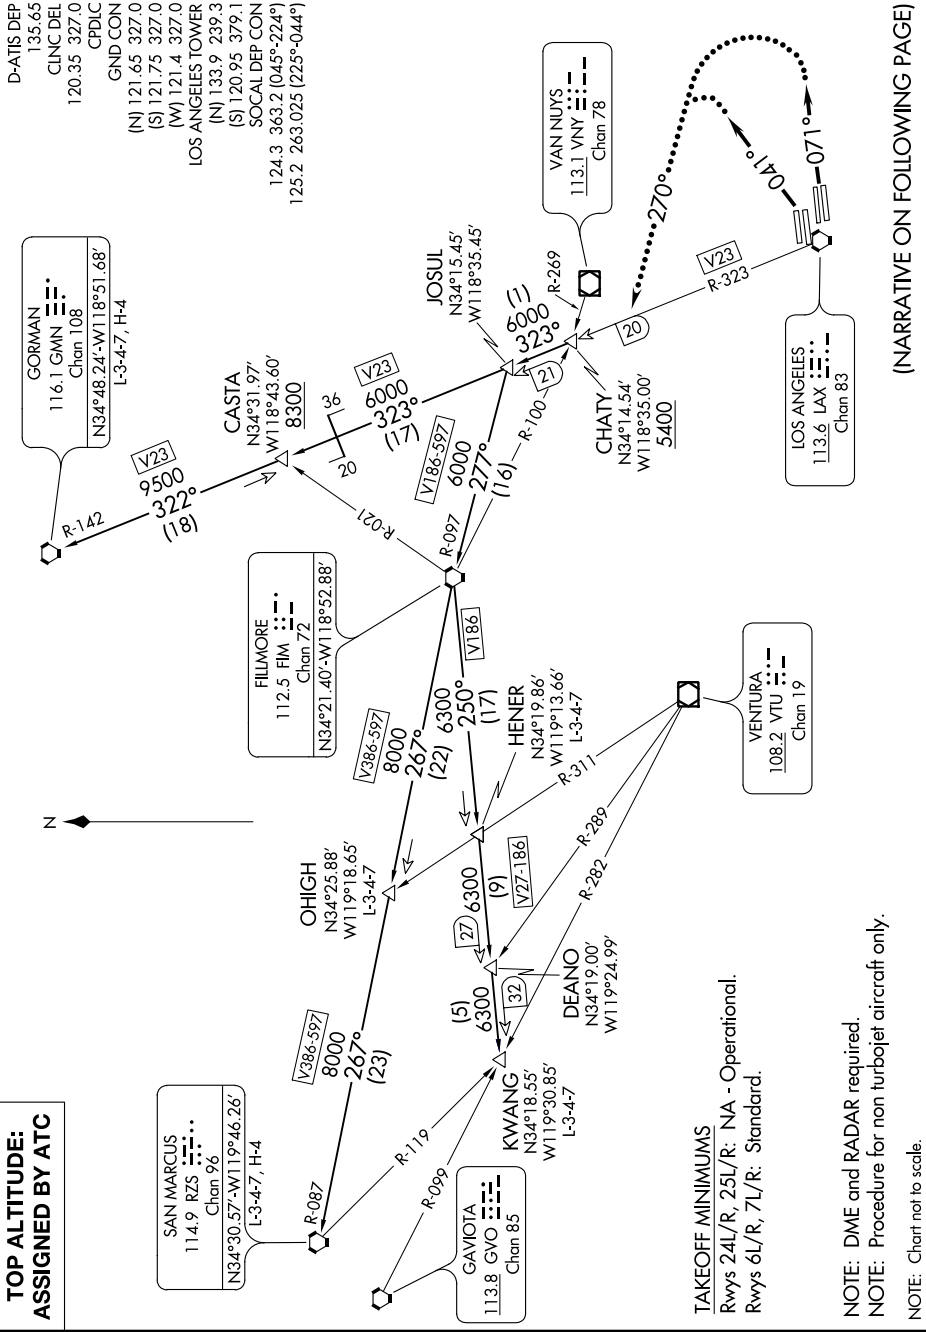 TOP ALTITUDE:
ASSIGNED BY ATC
D-ATIS DEP
135.65
CLNC DEL
120.35 327.0
CPDLC
GND CON
(N) 121.65 327.0
(S) 121.75 327.0
(W) 121.4 327.0
LOS ANGELES TOWER
(N) 133.9 239.3
(S) 120.95 379.1
SOCAL DEP CON
124.3 363.2 (045°-224°)
125.2 263.025 (225°-044°)
GORMAN
116.1 GMN
Chan 108
N34°48.24'-W118°51.68'
L-3-4-7, H-4
R-142
V23
9500
322°
(18)
CASTA
N34°31.97'
W118°43.60'
8300
36
20
V23
6000
323°
(17)
JOSUL
N34°15.45'
W118°35.45'
(1)
6000
323°
VAN NUYS
113.1 VNY
Chan 78
R-269
21
CHATY
N34°14.54'
W118°35.00'
5400
20
V23
R-323
270°
041°
071°
LOS ANGELES
113.6 LAX
Chan 83
V186-597
6000
277°
(16)
R-100
R-097
R-021
FILLMORE
112.5 FIM
Chan 72
N34°21.40'-W118°52.88'
V186
6300
250°
(17)
HENER
N34°19.86'
W119°13.66'
L-3-4-7
V386-597
8000
267°
(22)
N
OHIGH
N34°25.88'
W119°18.65'
L-3-4-7
VENTURA
108.2 VTU
Chan 19
R-311
R-289
R-282
6300
(9)
V27-186
27
DEANO
N34°19.00'
W119°24.99'
(5)
6300
32
KWANG
N34°18.55'
W119°30.85'
L-3-4-7
V386-597
8000
267°
(23)
SAN MARCUS
114.9 RZS
Chan 96
N34°30.57'-W119°46.26'
L-3-4-7, H-4
R-087
R-119
R-099
GAVIOTA
113.8 GVO
Chan 85
TAKEOFF MINIMUMS
Rwys 24L/R, 25L/R: NA - Operational.
Rwys 6L/R, 7L/R: Standard.
NOTE: DME and RADAR required.
NOTE: Procedure for non turbojet aircraft only.
NOTE: Chart not to scale.
(NARRATIVE ON FOLLOWING PAGE)